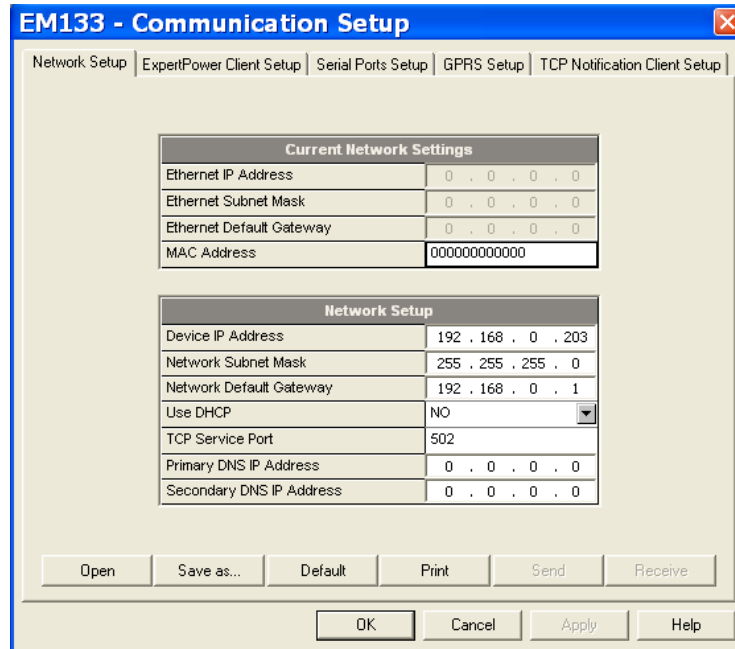 EM133 - Communication Setup
Network Setup ExpertPower Client Setup Serial Ports Setup GPRS Setup TCP Notification Client Setup
Current Network Settings
Ethernet IP Address 0 . 0 . 0 . 0
Ethernet Subnet Mask 0 . 0 . 0 . 0
Ethernet Default Gateway 0 . 0 . 0 . 0
MAC Address 000000000000
Network Setup
Device IP Address 192 . 168 . 0 . 203
Network Subnet Mask 255 . 255 . 255 . 0
Network Default Gateway 192 . 168 . 0 . 1
Use DHCP NO
TCP Service Port 502
Primary DNS IP Address 0 . 0 . 0 . 0
Secondary DNS IP Address 0 . 0 . 0 . 0
Open Save as... Default Print Send Receive
OK Cancel Apply Help